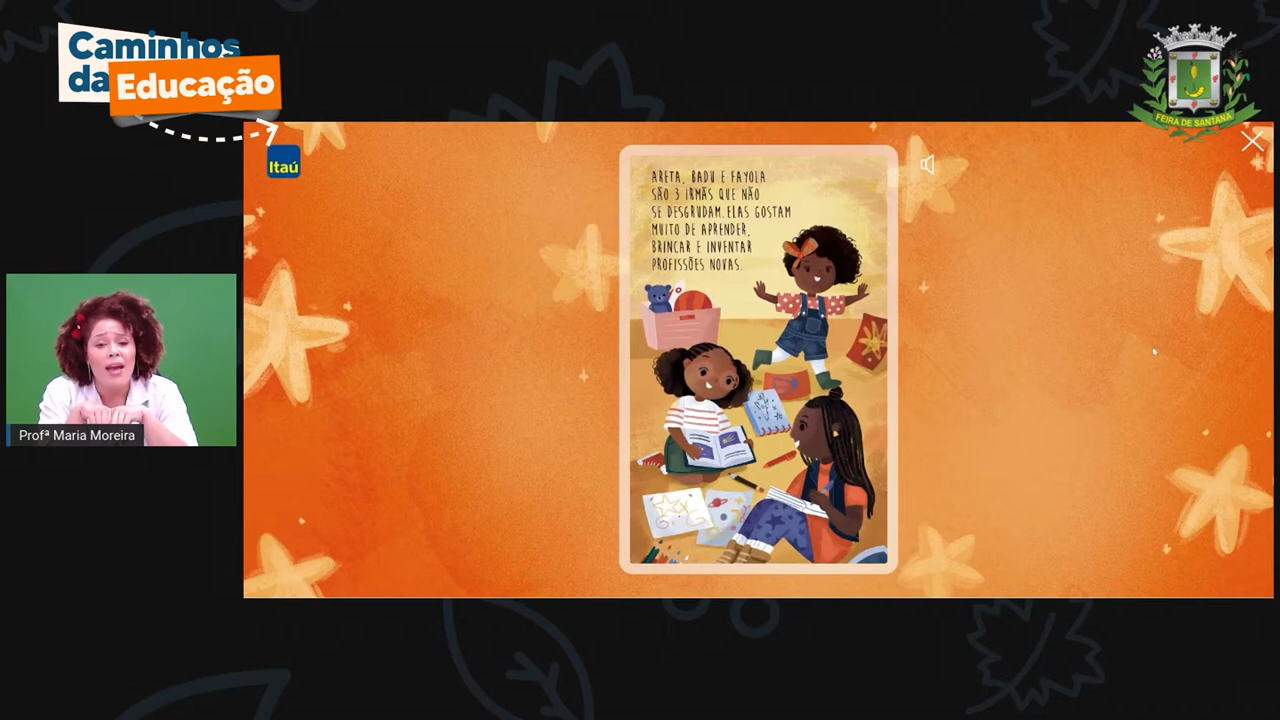 Caminhos
da Educação
FEIRA DE SANTANA
Itaú
ARETA, BADU E FAYOLA
SÃO 3 IRMÃS QUE NÃO
SE DESGRUDAM. ELAS GOSTAM
MUITO DE APRENDER,
BRINCAR E INVENTAR
PROFISSÕES NOVAS.
Profª Maria Moreira